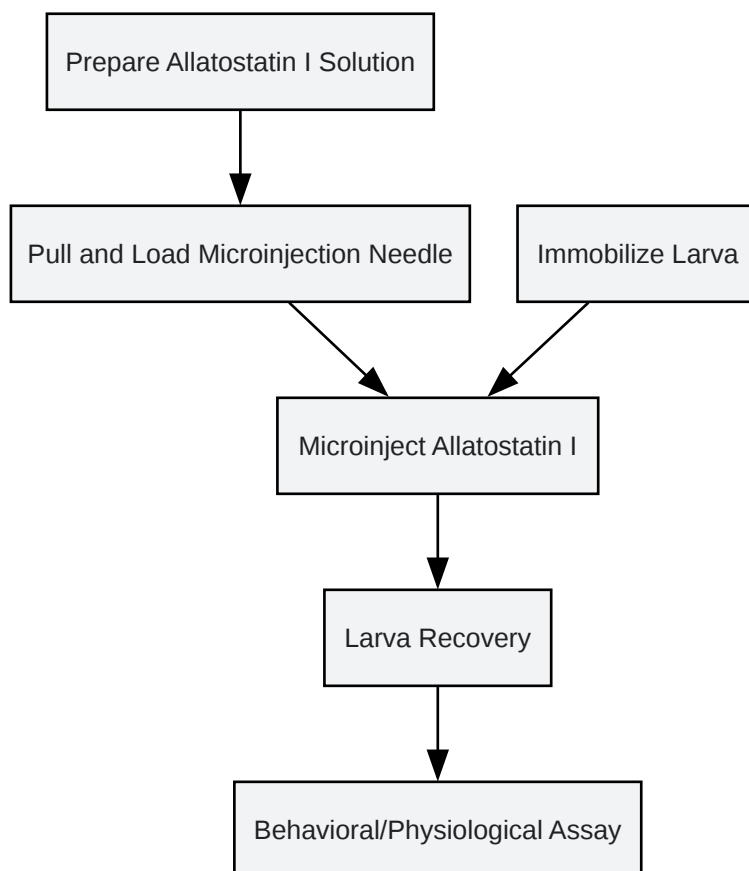 Prepare Allatostatin I Solution
Pull and Load Microinjection Needle
Immobilize Larva
Microinject Allatostatin I
Larva Recovery
Behavioral/Physiological Assay